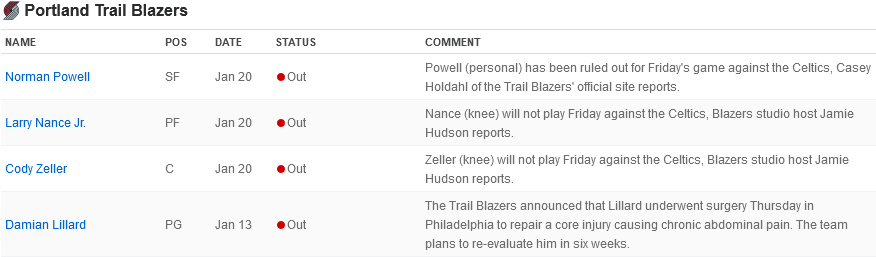 Portland Trail Blazers
NAME POS DATE STATUS COMMENT
Norman Powell SF Jan 20 Out Powell (personal) has been ruled out for Friday's game against the Celtics, Casey
Holdahl of the Trail Blazers' official site reports.
Larry Nance Jr. PF Jan 20 Out Nance (knee) will not play Friday against the Celtics, Blazers studio host Jamie
Hudson reports.
Cody Zeller C Jan 20 Out Zeller (knee) will not play Friday against the Celtics, Blazers studio host Jamie
Hudson reports.
Damian Lillard PG Jan 13 Out The Trail Blazers announced that Lillard underwent surgery Thursday in
Philadelphia to repair a core injury causing chronic abdominal pain. The team
plans to re-evaluate him in six weeks.